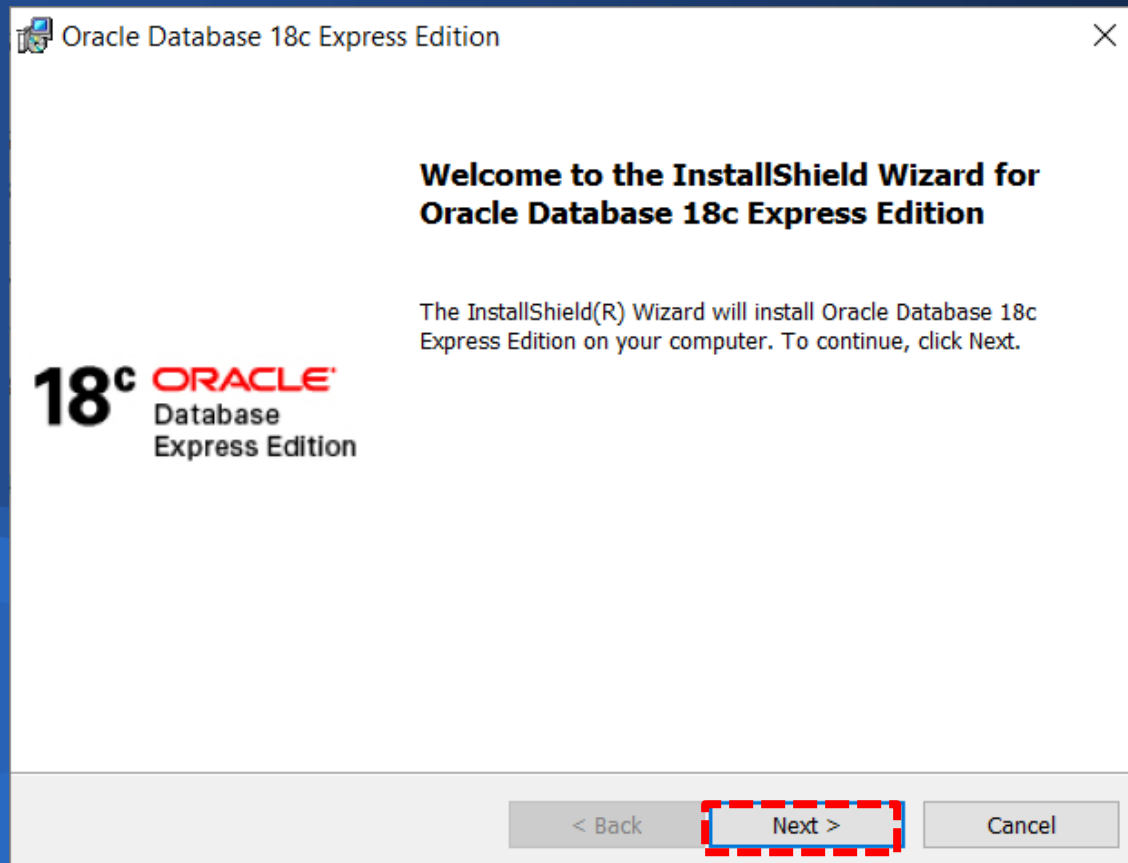 Oracle Database 18c Express Edition
Welcome to the InstallShield Wizard for
Oracle Database 18c Express Edition
The InstallShield(R) Wizard will install Oracle Database 18c
Express Edition on your computer. To continue, click Next.
18c ORACLE
Database
Express Edition
< Back Next > Cancel